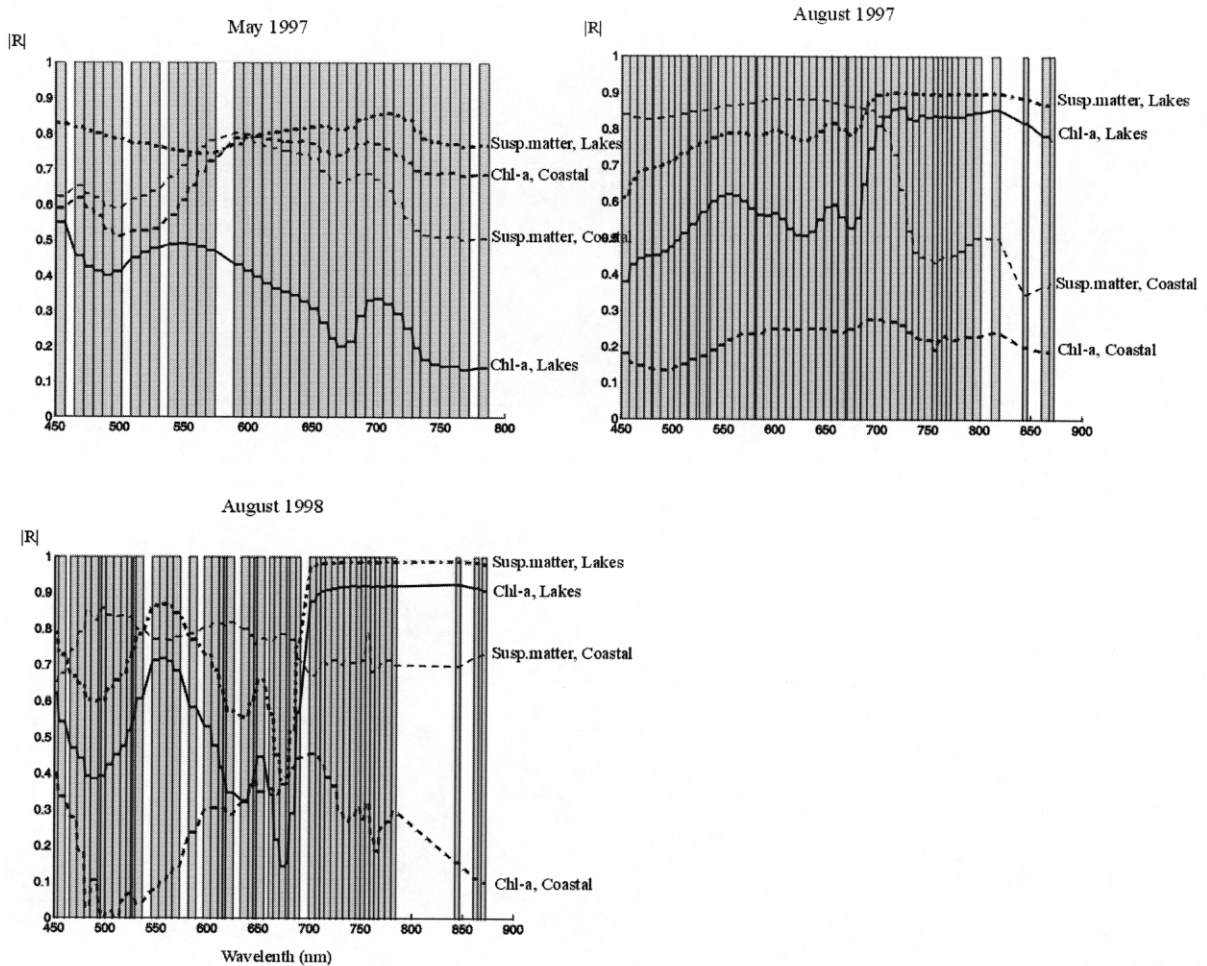 May 1997
|R|
1
0.9
0.8
0.7
0.6
0.5
0.4
0.3
0.2
0.1
0
450 500 550 600 650 700 750 800
Susp.matter, Lakes
Chl-a, Coastal
Susp.matter, Coastal
Chl-a, Lakes
August 1997
|R|
1
0.9
0.8
0.7
0.6
0.5
0.4
0.3
0.2
0.1
0
450 500 550 600 650 700 750 800 850 900
Susp.matter, Lakes
Chl-a, Lakes
Susp.matter, Coastal
Chl-a, Coastal
August 1998
|R|
1
0.9
0.8
0.7
0.6
0.5
0.4
0.3
0.2
0.1
0
450 500 550 600 650 700 750 800 850 900
Susp.matter, Lakes
Chl-a, Lakes
Susp.matter, Coastal
Chl-a, Coastal
Wavelenth (nm)